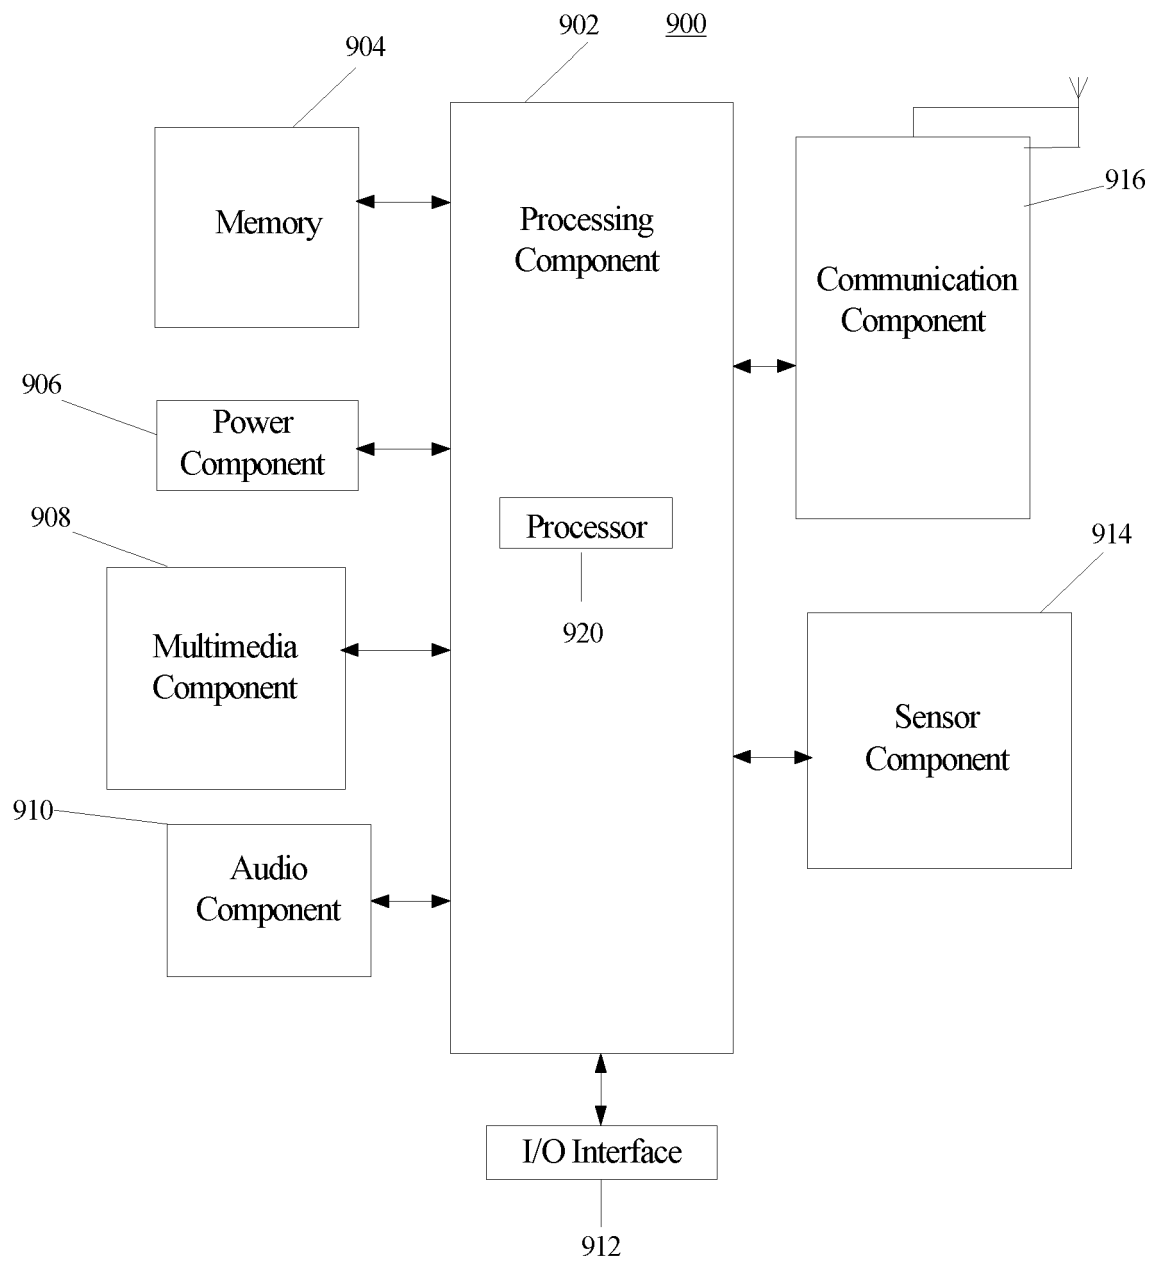 902
900
904
916
Memory
Processing
Component
Communication
Component
906
Power
Component
908
Processor
914
920
Multimedia
Component
Sensor
Component
910
Audio
Component
I/O Interface
912